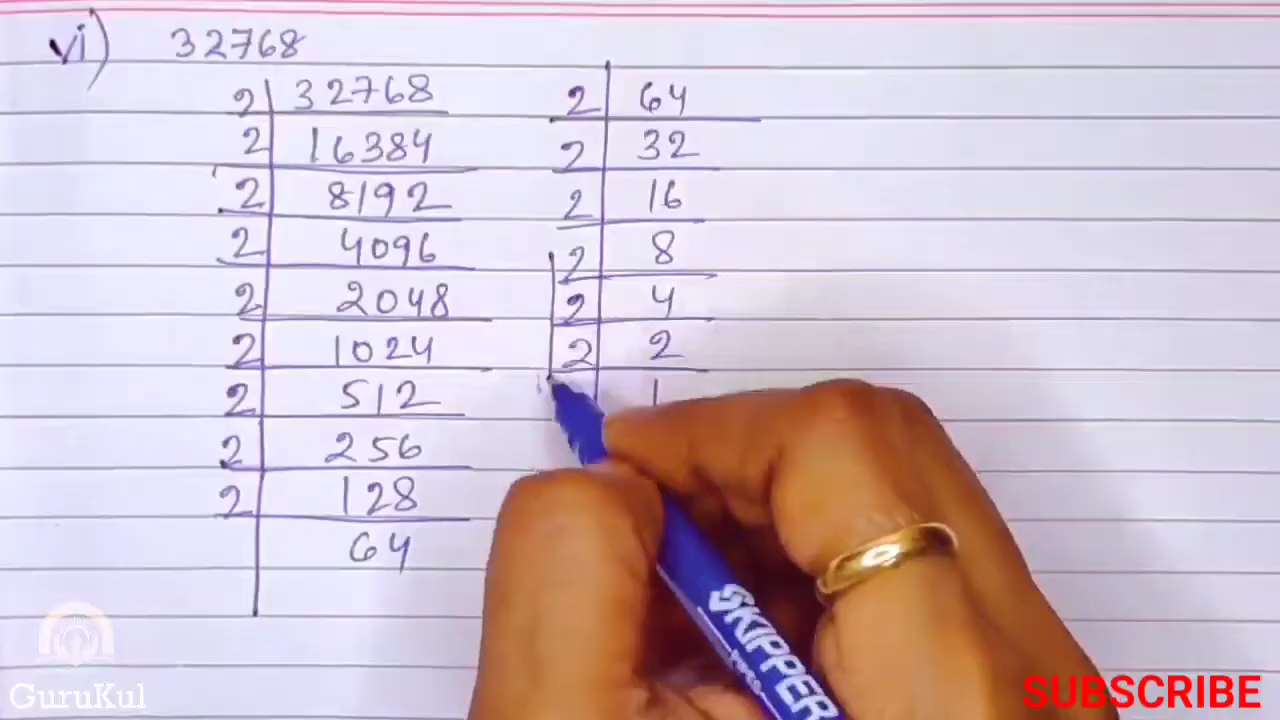 vi) 32768
2 | 32768
2 | 16384
2 | 8192
2 | 4096
2 | 2048
2 | 1024
2 | 512
2 | 256
2 | 128
64
2 | 64
2 | 32
2 | 16
2 | 8
2 | 4
2 | 2
1
SKIPPER
GuruKul
SUBSCRIBE